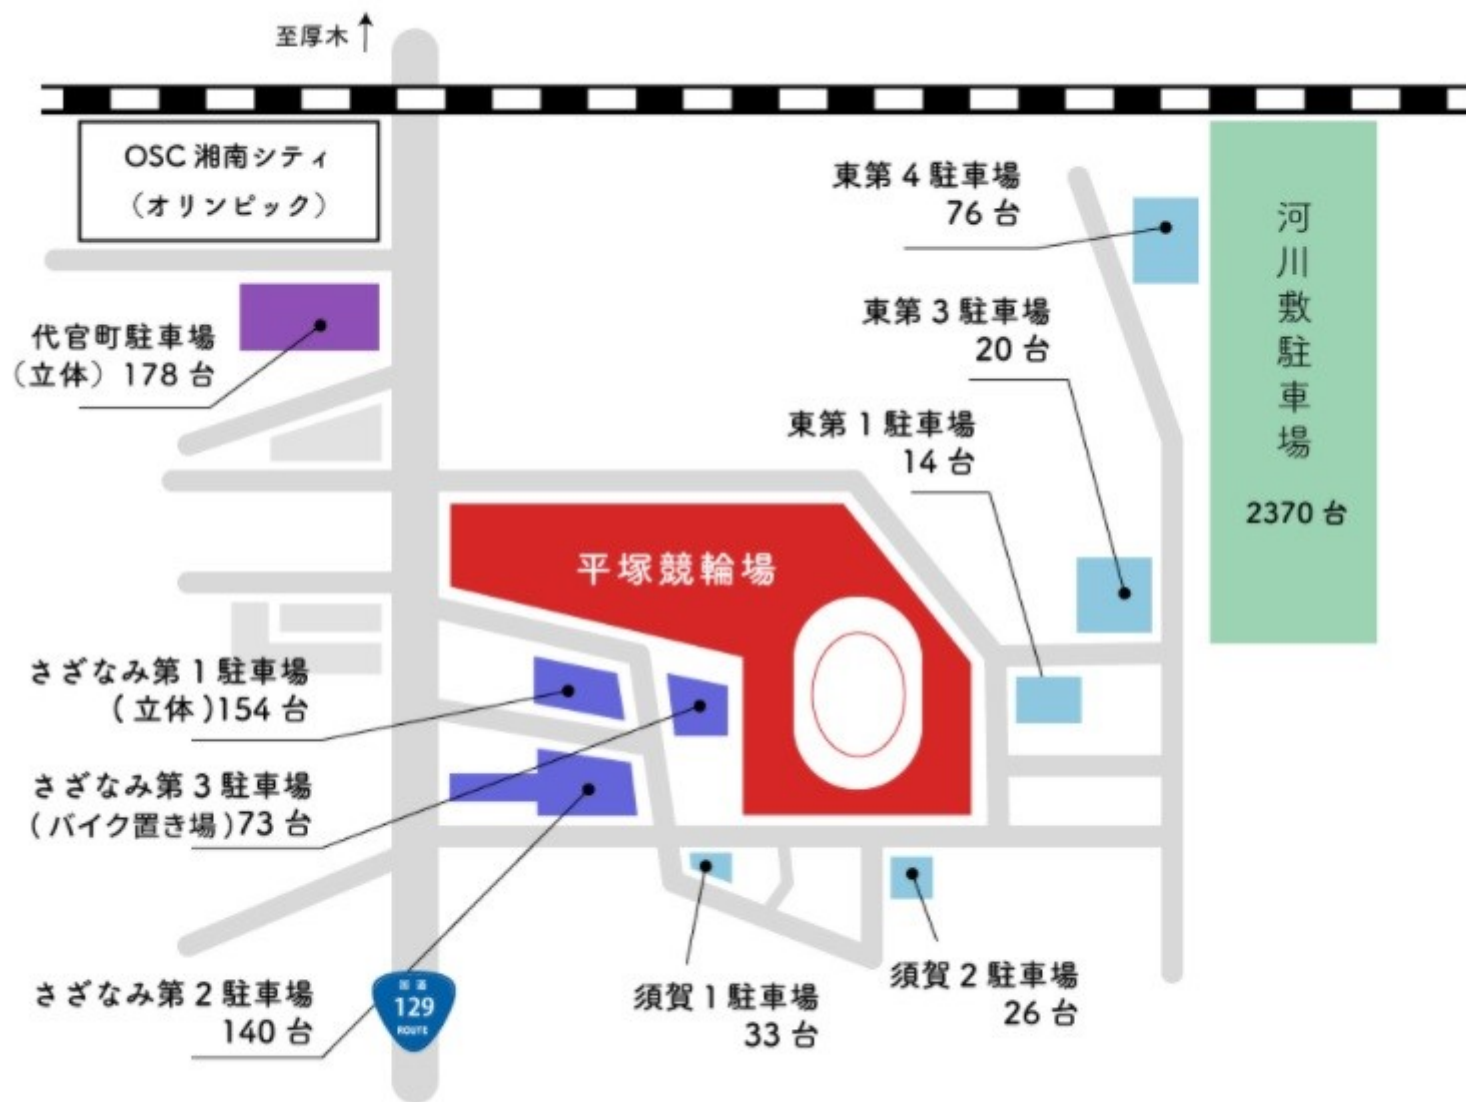 至厚木
OSC 湘南シティ
（オリンピック）
東第 4 駐車場
76 台
河川敷駐車場
2370 台
代官町駐車場
（立体） 178 台
東第 3 駐車場
20 台
東第 1 駐車場
14 台
平塚競輪場
さざなみ第 1 駐車場
( 立体 )154 台
さざなみ第 3 駐車場
( バイク置き場 )73 台
さざなみ第 2 駐車場
140 台
国道
129
ROUTE
須賀 1 駐車場
33 台
須賀 2 駐車場
26 台